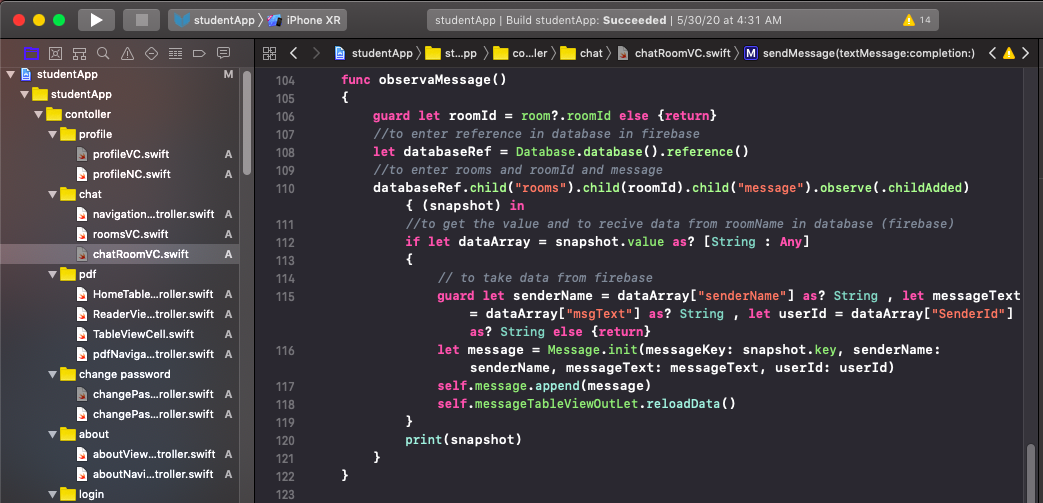 studentApp iPhone XR studentApp | Build studentApp: Succeeded | 5/30/20 at 4:31 AM 14
studentApp st...pp co...ler chat chatRoomVC.swift M sendMessage(textMessage:completion:)
studentApp M
studentApp
contoller
profile
profileVC.swift A
profileNC.swift A
chat
navigation...troller.swift A
roomsVC.swift A
chatRoomVC.swift A
pdf
HomeTable...roller.swift A
ReaderVie...roller.swift A
TableViewCell.swift A
pdfNaviga...troller.swift A
change password
changePas...roller.swift A
changePas...roller.swift A
about
aboutView...troller.swift A
aboutNavi...troller.swift A
login
104 func observaMessage()
105 {
106 guard let roomId = room?.roomId else {return}
107 //to enter reference in database in firebase
108 let databaseRef = Database.database().reference()
109 //to enter rooms and roomId and message
110 databaseRef.child("rooms").child(roomId).child("message").observe(.childAdded)
{ (snapshot) in
111 //to get the value and to recive data from roomName in database (firebase)
112 if let dataArray = snapshot.value as? [String : Any]
113 {
114 // to take data from firebase
115 guard let senderName = dataArray["senderName"] as? String , let messageText
= dataArray["msgText"] as? String , let userId = dataArray["SenderId"]
as? String else {return}
116 let message = Message.init(messageKey: snapshot.key, senderName:
senderName, messageText: messageText, userId: userId)
117 self.message.append(message)
118 self.messageTableViewOutLet.reloadData()
119 }
120 print(snapshot)
121 }
122 }
123